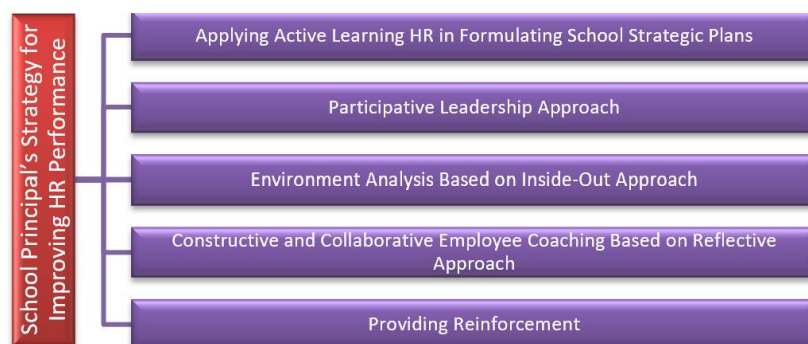 School Principal's Strategy for
Improving HR Performance
Applying Active Learning HR in Formulating School Strategic Plans
Participative Leadership Approach
Environment Analysis Based on Inside-Out Approach
Constructive and Collaborative Employee Coaching Based on Reflective
Approach
Providing Reinforcement